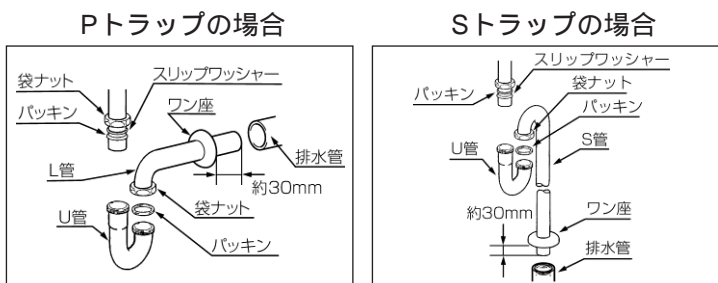 Pトラップの場合
袋ナット
スリップワッシャー
パッキン
ワン座
排水管
L管
約30mm
袋ナット
U管
パッキン
Sトラップの場合
スリップワッシャー
パッキン
袋ナット
パッキン
U管
S管
約30mm
ワン座
排水管